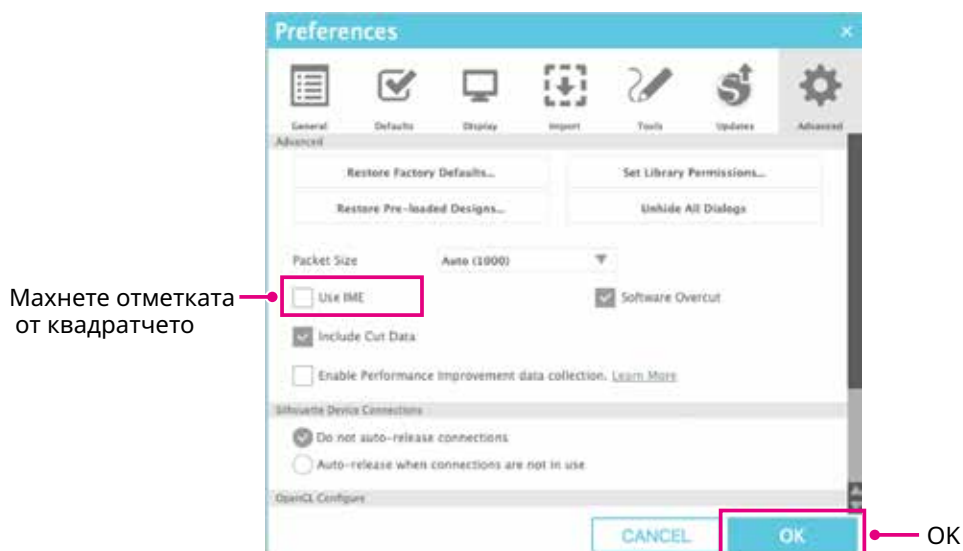 Preferences
General Defaults Display Import Tools Updates Advanced
Advanced
Restore Factory Defaults... Set Library Permissions...
Restore Pre-loaded Designs... Unhide All Dialogs
Packet Size Auto (1000)
Use IME Software Overcut
Махнете отметката
от квадратчето
Include Cut Data
Enable Performance Improvement data collection. Learn More
Silhouette Device Connections
Do not auto-release connections
Auto-release when connections are not in use
OpenCL Configure
CANCEL OK OK